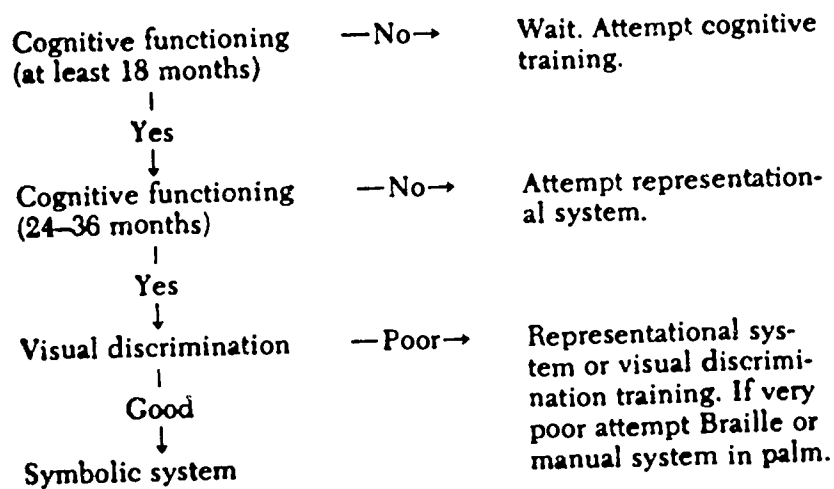 Cognitive functioning —No→ Wait. Attempt cognitive
(at least 18 months) training.
Yes
Cognitive functioning —No→ Attempt representation-
(24–36 months) al system.
Yes
Visual discrimination —Poor→ Representational sys-
tem or visual discrimi-
Good nation training. If very
poor attempt Braille or
Symbolic system manual system in palm.